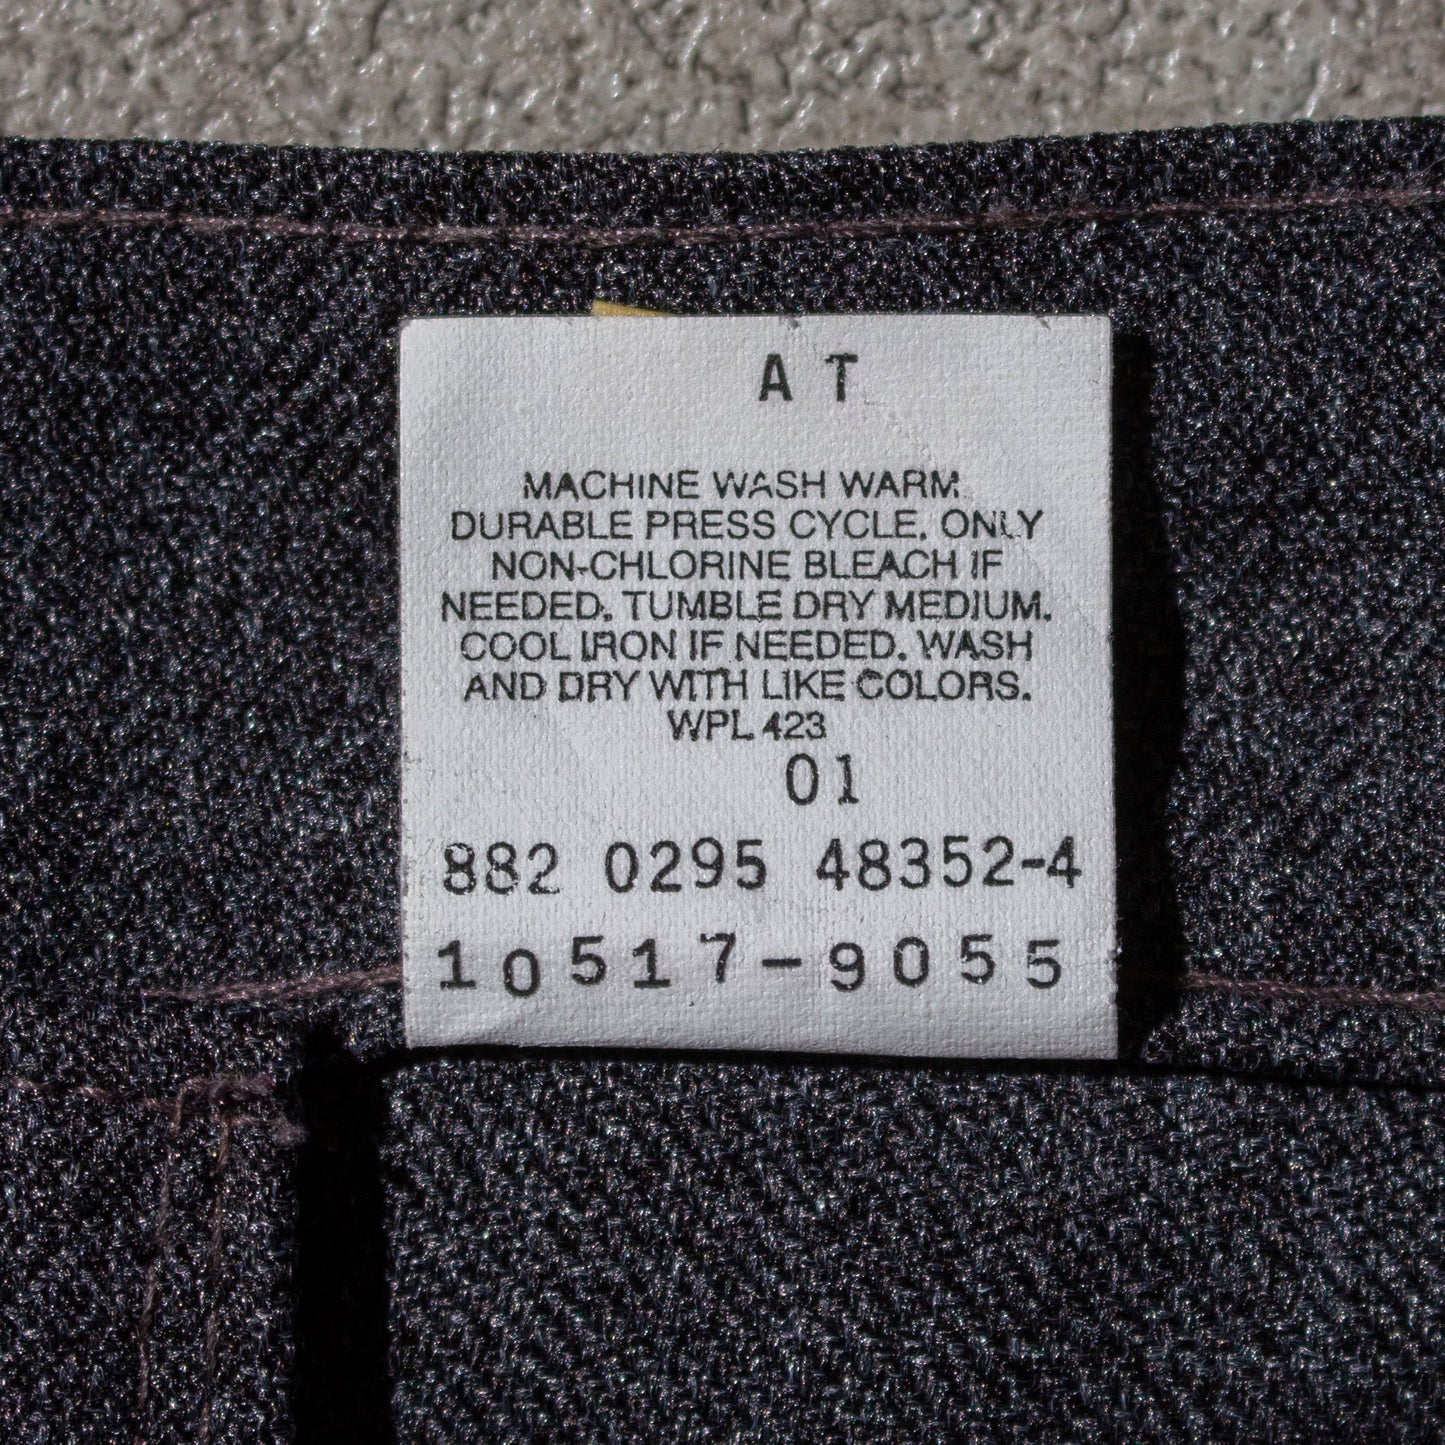 A T
MACHINE WASH WARM.
DURABLE PRESS CYCLE. ONLY
NON-CHLORINE BLEACH IF
NEEDED. TUMBLE DRY MEDIUM.
COOL IRON IF NEEDED. WASH
AND DRY WITH LIKE COLORS.
WPL 423
01
882 0295 48352-4
10517-9055